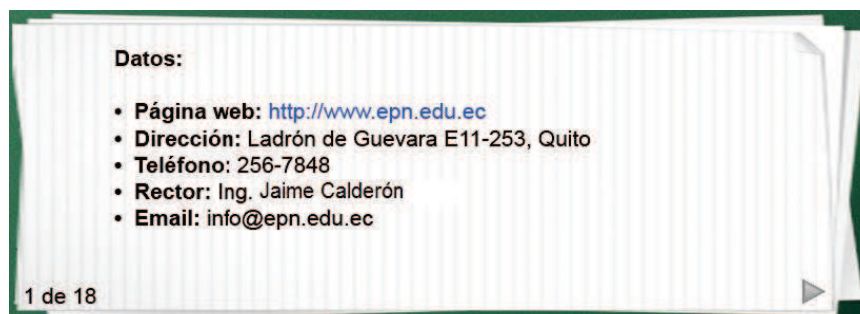 Datos:
• Página web: http://www.epn.edu.ec
• Dirección: Ladrón de Guevara E11-253, Quito
• Teléfono: 256-7848
• Rector: Ing. Jaime Calderón
• Email: info@epn.edu.ec
1 de 18